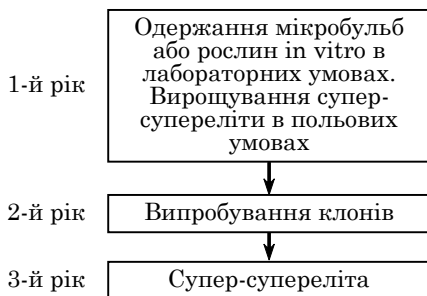 Одержання мікробульб
або рослин in vitro в
лабораторних умовах.
1-й рік
Вирощування супер-
супереліти в польових
умовах
2-й рік
Випробування клонів
3-й рік
Супер-супереліта